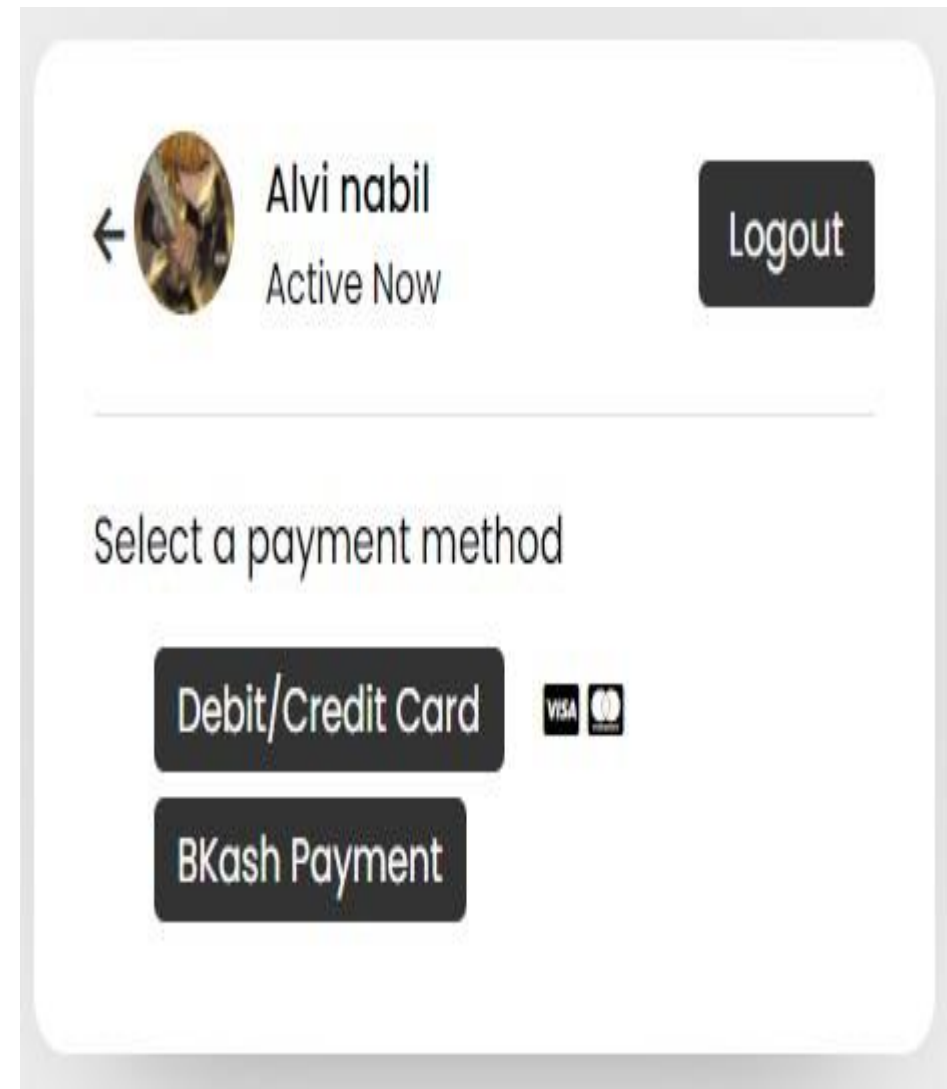 Alvi nabil
Active Now
Logout
Select a payment method
Debit/Credit Card
VISA
BKash Payment